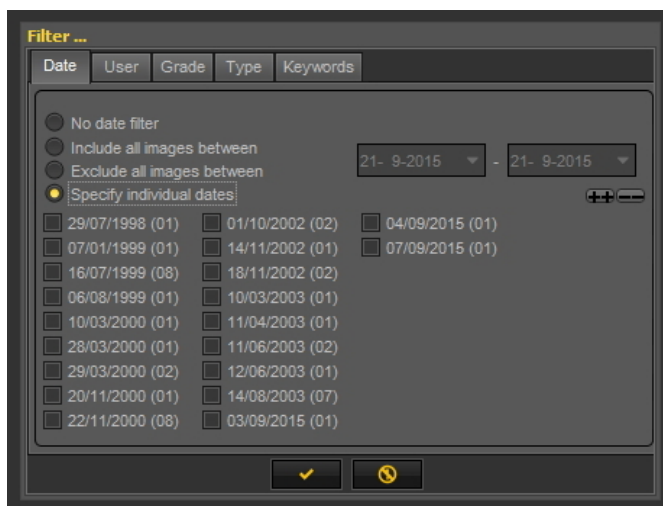 Filter ...
Date User Grade Type Keywords
No date filter
Include all images between
Exclude all images between
21- 9-2015 - 21- 9-2015
Specify individual dates
29/07/1998 (01) 01/10/2002 (02) 04/09/2015 (01)
07/01/1999 (01) 14/11/2002 (01) 07/09/2015 (01)
16/07/1999 (08) 18/11/2002 (02)
06/08/1999 (01) 10/03/2003 (01)
10/03/2000 (01) 11/04/2003 (01)
28/03/2000 (01) 11/06/2003 (02)
29/03/2000 (02) 12/06/2003 (01)
20/11/2000 (01) 14/08/2003 (07)
22/11/2000 (08) 03/09/2015 (01)